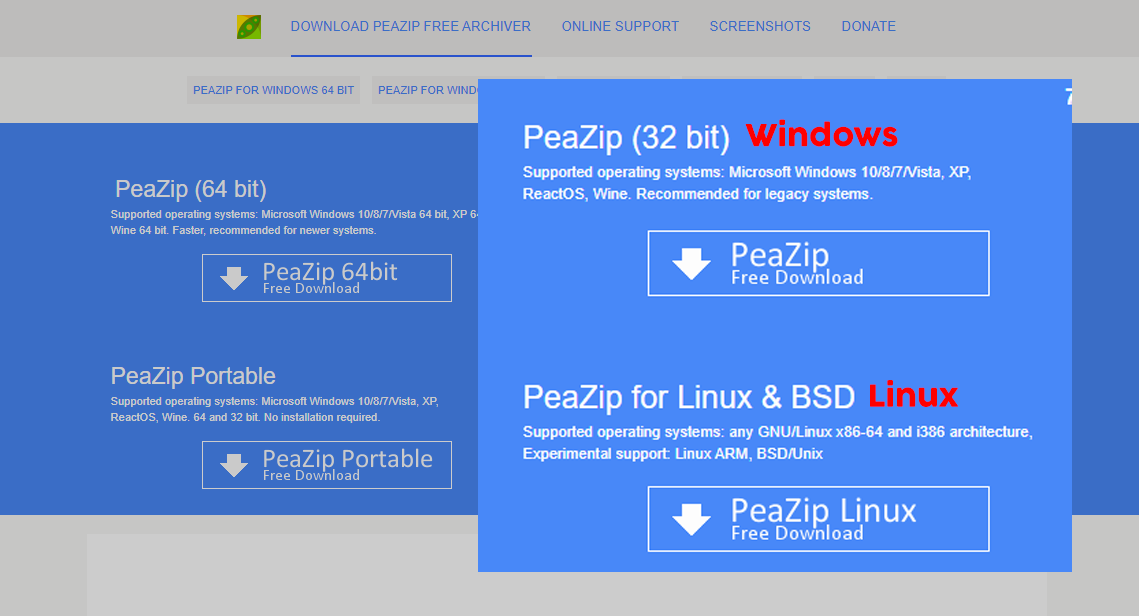 DOWNLOAD PEAZIP FREE ARCHIVER ONLINE SUPPORT SCREENSHOTS DONATE
PEAZIP FOR WINDOWS 64 BIT PEAZIP FOR WIND
PeaZip (64 bit)
Supported operating systems: Microsoft Windows 10/8/7/Vista 64 bit, XP 64
Wine 64 bit. Faster, recommended for newer systems.
PeaZip 64bit
Free Download
PeaZip Portable
Supported operating systems: Microsoft Windows 10/8/7/Vista, XP,
ReactOS, Wine. 64 and 32 bit. No installation required.
PeaZip Portable
Free Download
PeaZip (32 bit) Windows
Supported operating systems: Microsoft Windows 10/8/7/Vista, XP,
ReactOS, Wine. Recommended for legacy systems.
PeaZip
Free Download
PeaZip for Linux & BSD Linux
Supported operating systems: any GNU/Linux x86-64 and i386 architecture,
Experimental support: Linux ARM, BSD/Unix
PeaZip Linux
Free Download